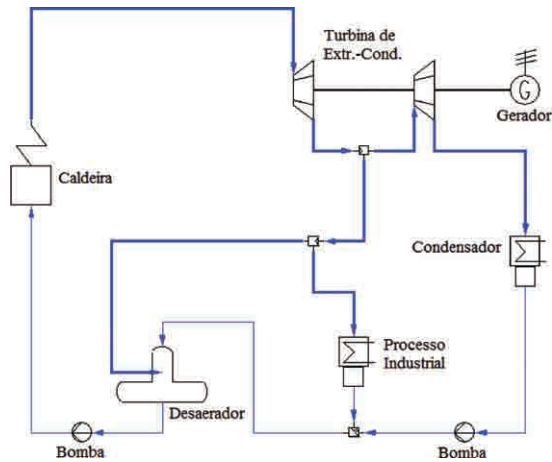 Turbina de
Extr.-Cond.
G
Gerador
Caldeira
Condensador
Processo
Industrial
Desaerador
Bomba
Bomba